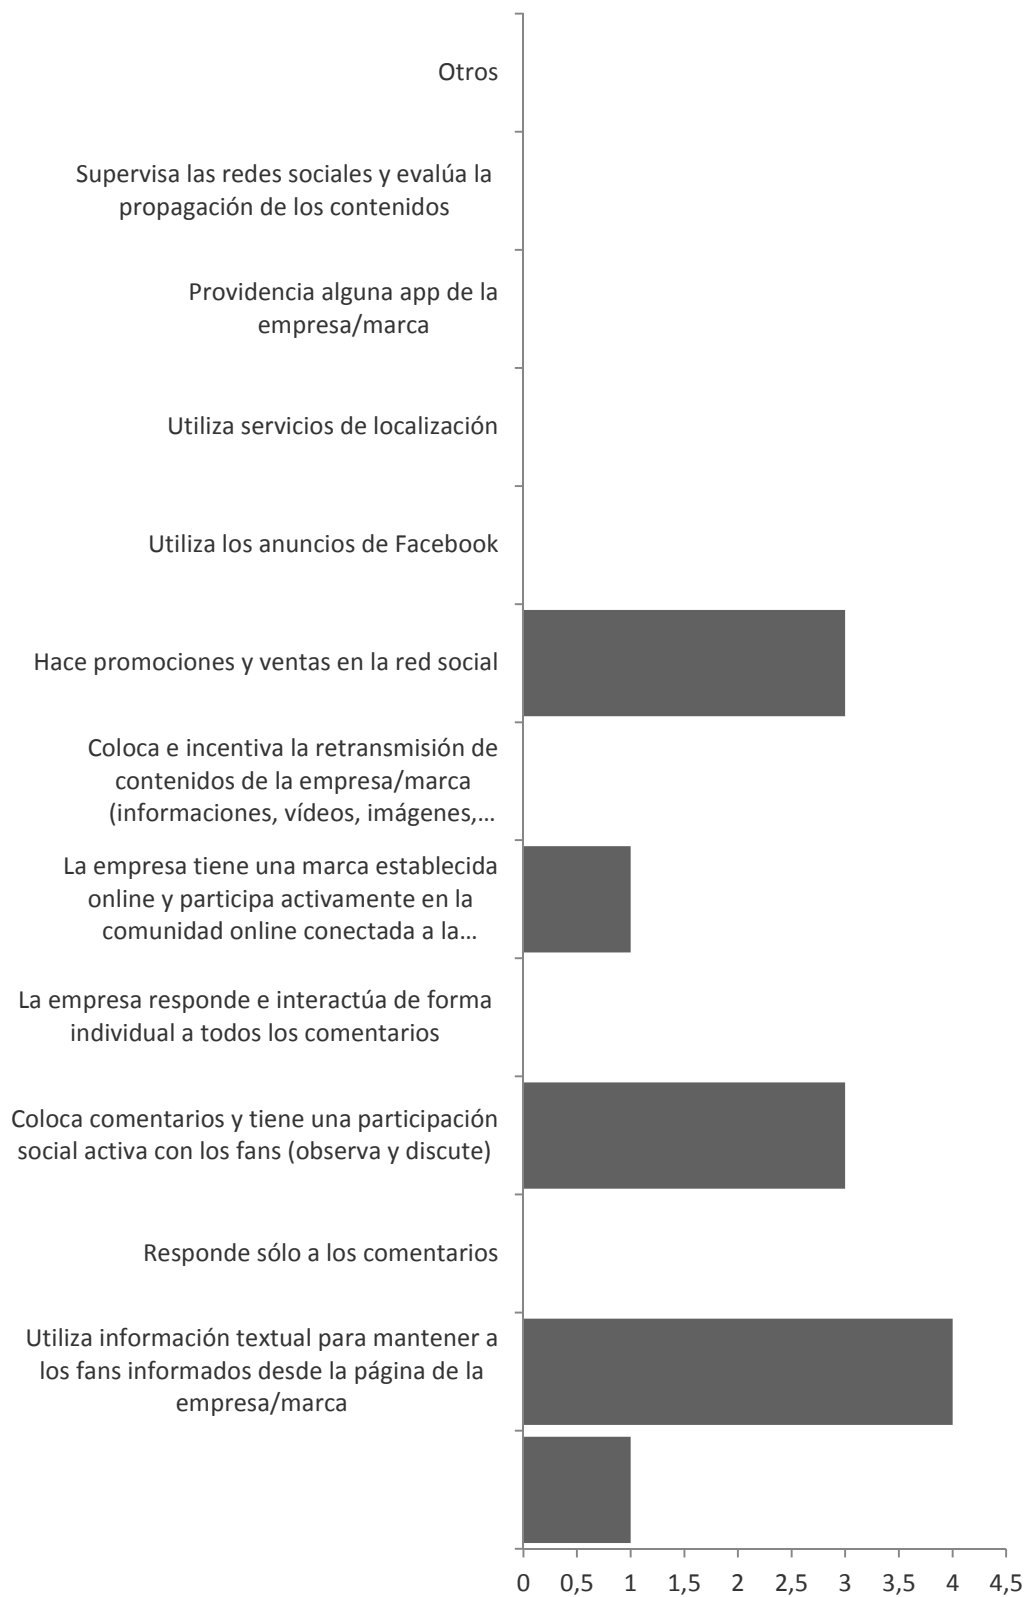 Otros
Supervisa las redes sociales y evalúa la
propagación de los contenidos
Providencia alguna app de la
empresa/marca
Utiliza servicios de localización
Utiliza los anuncios de Facebook
Hace promociones y ventas en la red social
Coloca e incentiva la retransmisión de
contenidos de la empresa/marca
(informaciones, vídeos, imágenes,…
La empresa tiene una marca establecida
online y participa activamente en la
comunidad online conectada a la…
La empresa responde e interactúa de forma
individual a todos los comentarios
Coloca comentarios y tiene una participación
social activa con los fans (observa y discute)
Responde sólo a los comentarios
Utiliza información textual para mantener a
los fans informados desde la página de la
empresa/marca
0 0,5 1 1,5 2 2,5 3 3,5 4 4,5